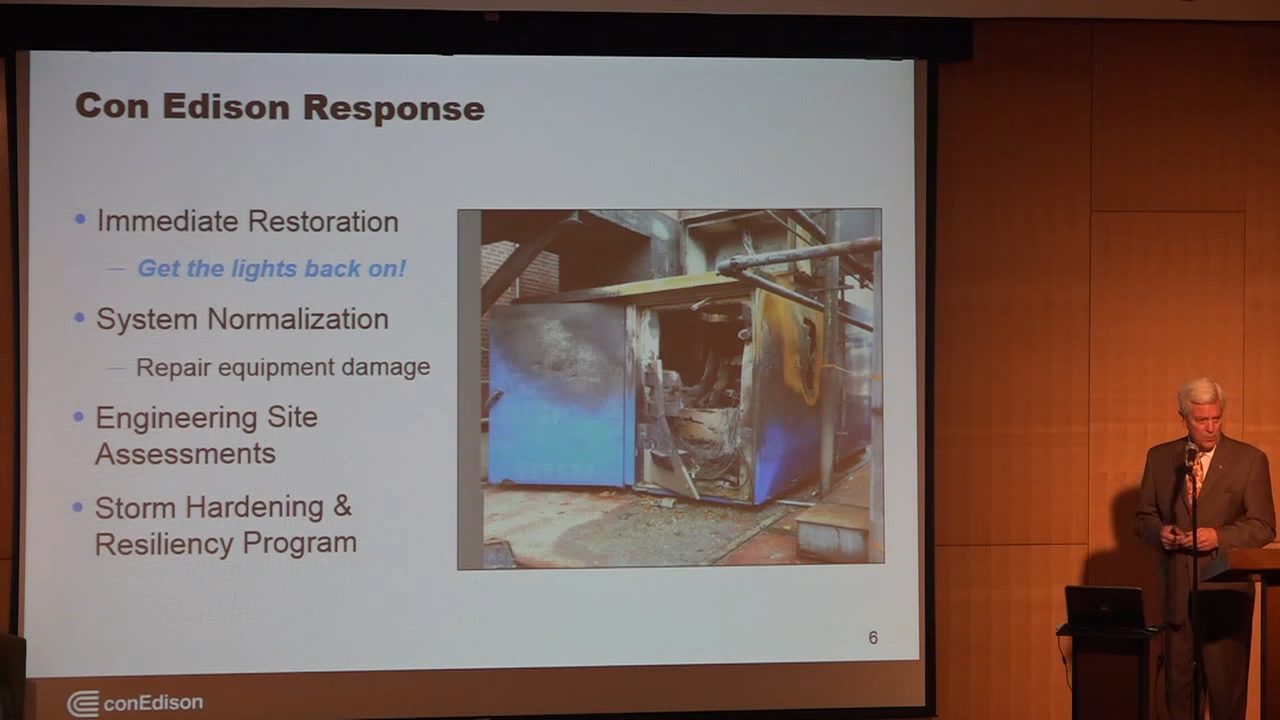 Con Edison Response
• Immediate Restoration
– Get the lights back on!
• System Normalization
– Repair equipment damage
• Engineering Site
Assessments
• Storm Hardening &
Resiliency Program
6
conEdison